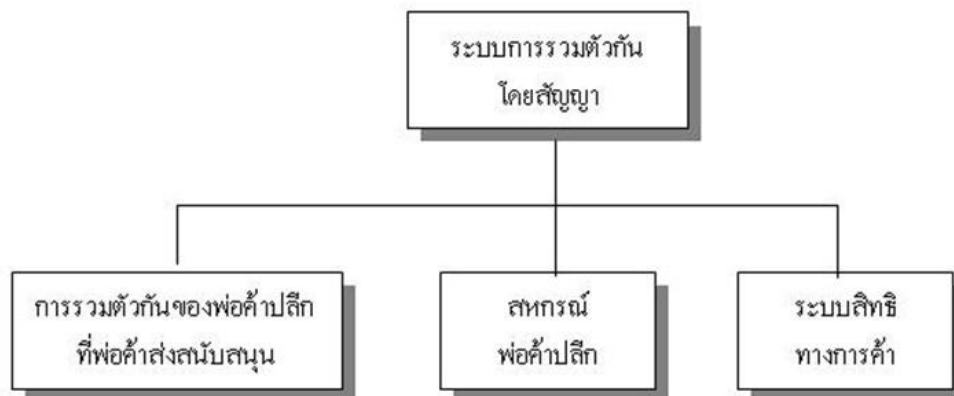 ระบบการรวมตัวกัน
โดยสัญญา
การรวมตัวกันของพ่อค้าปลีก
ที่พ่อค้าส่งสนับสนุน
สหกรณ์
พ่อค้าปลีก
ระบบสิทธิ
ทางการค้า